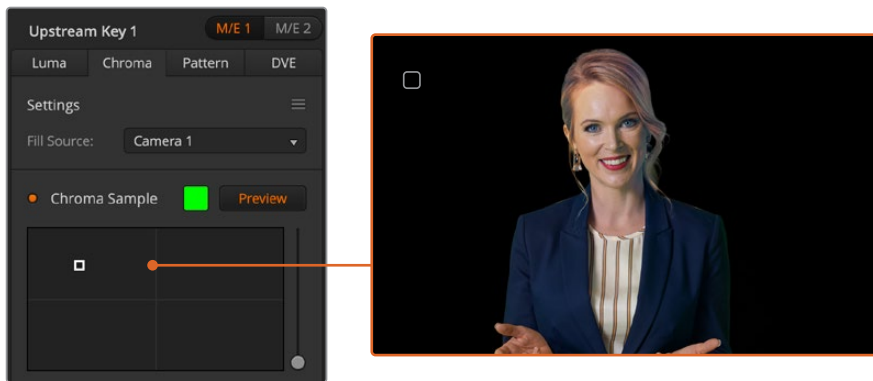 Upstream Key 1
M/E 1 M/E 2
Luma Chroma Pattern DVE
Settings
Fill Source: Camera 1
Chroma Sample Preview